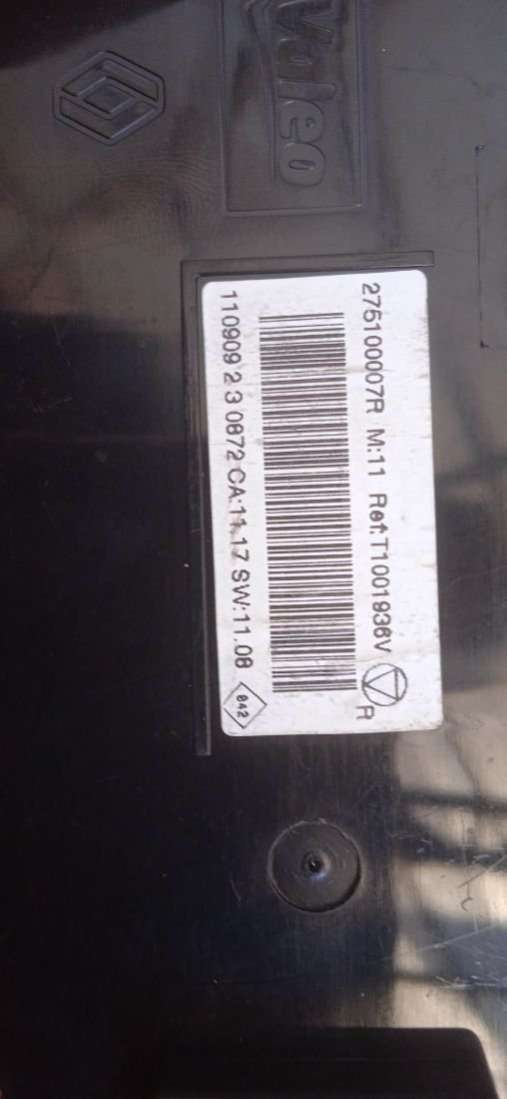 Valeo
275100007R M:11 Ref:T1001936V
R
110909 2 3 0872 CA:11.17 SW:11.08
842